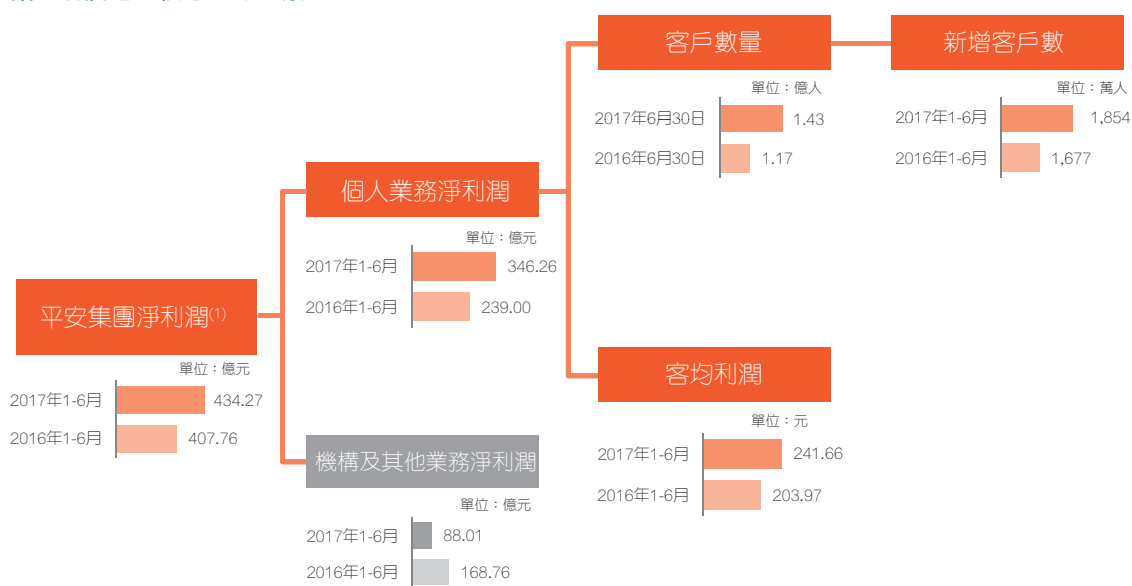 客戶數量
單位：億人
2017年6月30日 1.43
2016年6月30日 1.17
新增客戶數
單位：萬人
2017年1-6月 1,854
2016年1-6月 1,677
個人業務淨利潤
單位：億元
2017年1-6月 346.26
2016年1-6月 239.00
平安集團淨利潤(1)
單位：億元
2017年1-6月 434.27
2016年1-6月 407.76
客均利潤
單位：元
2017年1-6月 241.66
2016年1-6月 203.97
機構及其他業務淨利潤
單位：億元
2017年1-6月 88.01
2016年1-6月 168.76